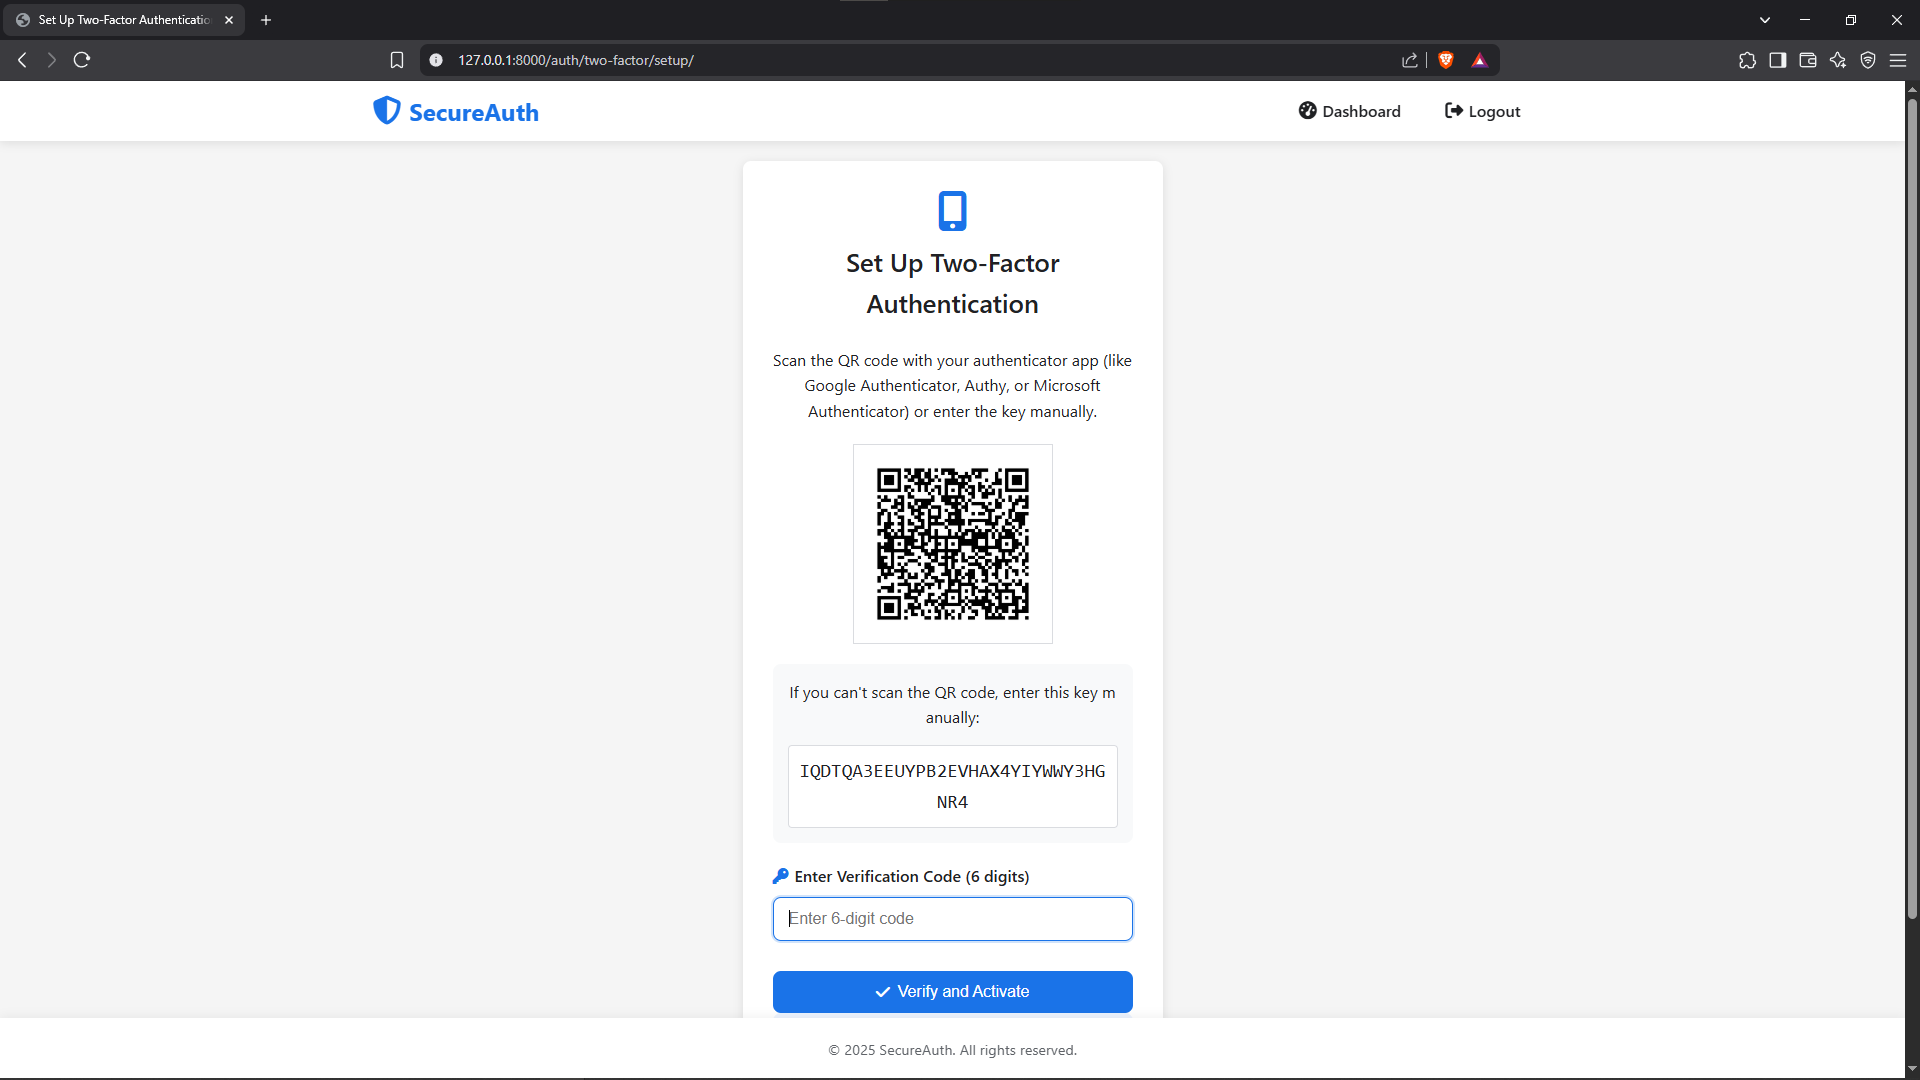 Set Up Two-Factor Authenticatio
127.0.0.1:8000/auth/two-factor/setup/
SecureAuth
Dashboard
Logout
Set Up Two-Factor
Authentication
Scan the QR code with your authenticator app (like
Google Authenticator, Authy, or Microsoft
Authenticator) or enter the key manually.
If you can't scan the QR code, enter this key m
anually:
IQDTQA3EEUYPB2EVHAX4YIYWWY3HG
NR4
Enter Verification Code (6 digits)
Enter 6-digit code
Verify and Activate
© 2025 SecureAuth. All rights reserved.